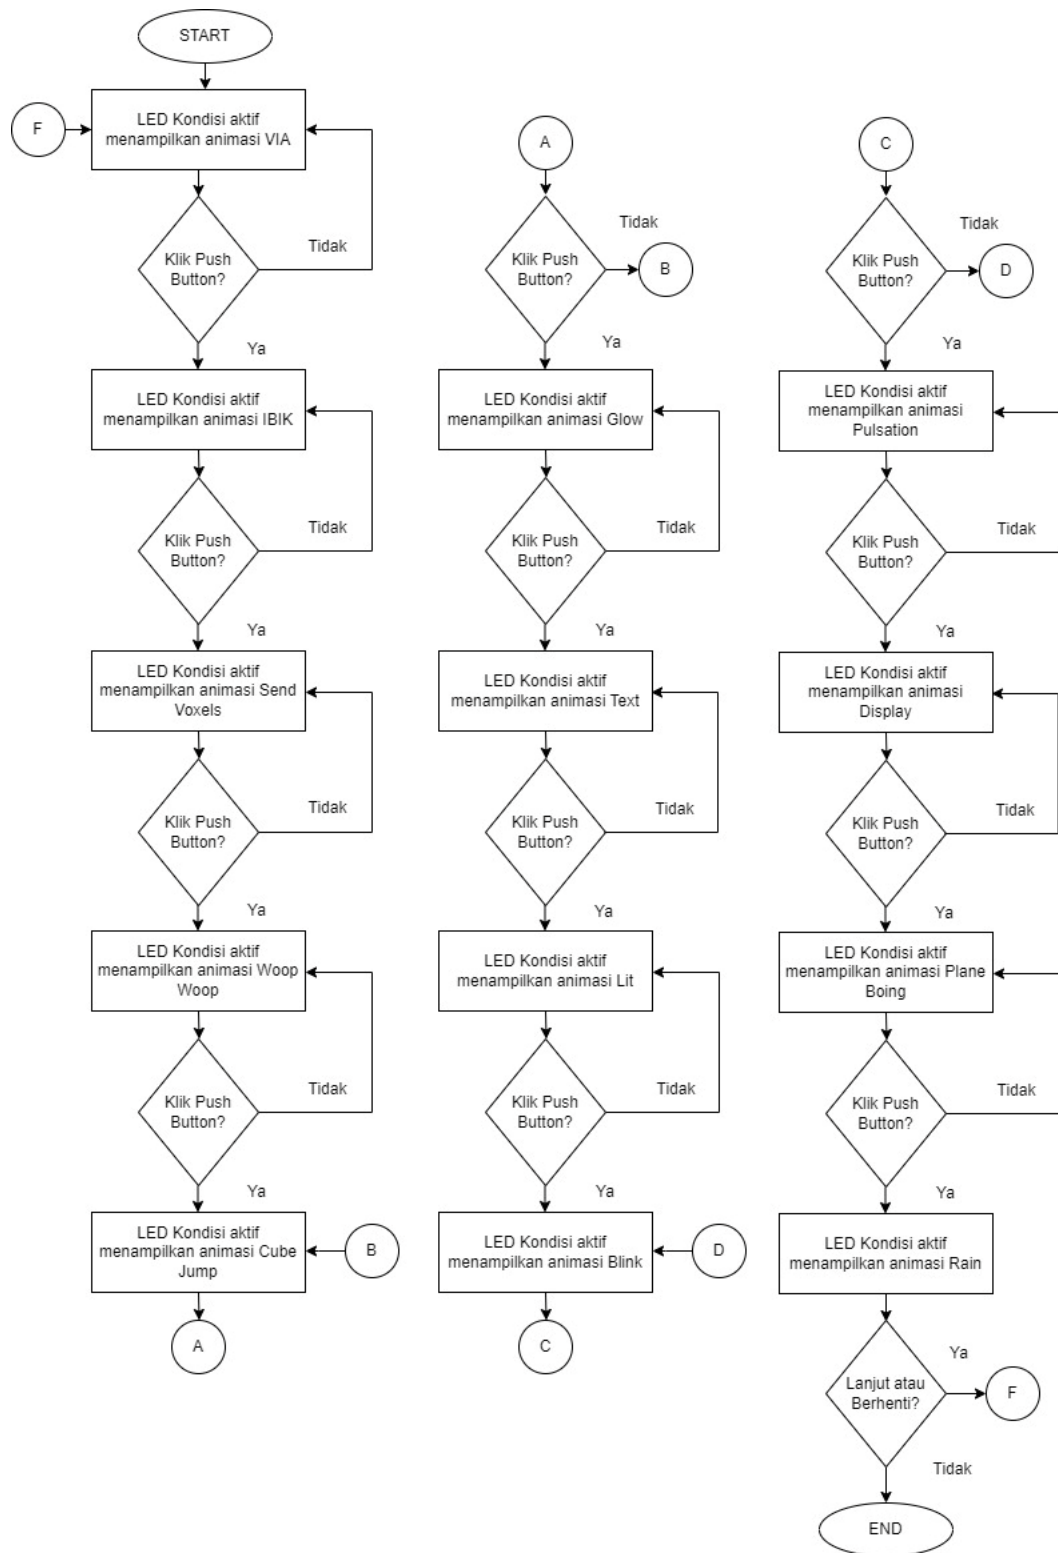 START
F
LED Kondisi aktif
menampilkan animasi VIA
Klik Push
Button?
Tidak
Ya
LED Kondisi aktif
menampilkan animasi IBIK
Klik Push
Button?
Tidak
Ya
LED Kondisi aktif
menampilkan animasi Send
Voxels
Klik Push
Button?
Tidak
Ya
LED Kondisi aktif
menampilkan animasi Woop
Woop
Klik Push
Button?
Tidak
Ya
LED Kondisi aktif
menampilkan animasi Cube
Jump
B
A
A
Klik Push
Button?
Tidak
B
Ya
LED Kondisi aktif
menampilkan animasi Glow
Klik Push
Button?
Tidak
Ya
LED Kondisi aktif
menampilkan animasi Text
Klik Push
Button?
Tidak
Ya
LED Kondisi aktif
menampilkan animasi Lit
Klik Push
Button?
Tidak
Ya
LED Kondisi aktif
menampilkan animasi Blink
D
C
C
Klik Push
Button?
Tidak
D
Ya
LED Kondisi aktif
menampilkan animasi
Pulsation
Klik Push
Button?
Tidak
Ya
LED Kondisi aktif
menampilkan animasi
Display
Klik Push
Button?
Tidak
Ya
LED Kondisi aktif
menampilkan animasi Plane
Boing
Klik Push
Button?
Tidak
Ya
LED Kondisi aktif
menampilkan animasi Rain
Lanjut atau
Berhenti?
Ya
F
Tidak
END